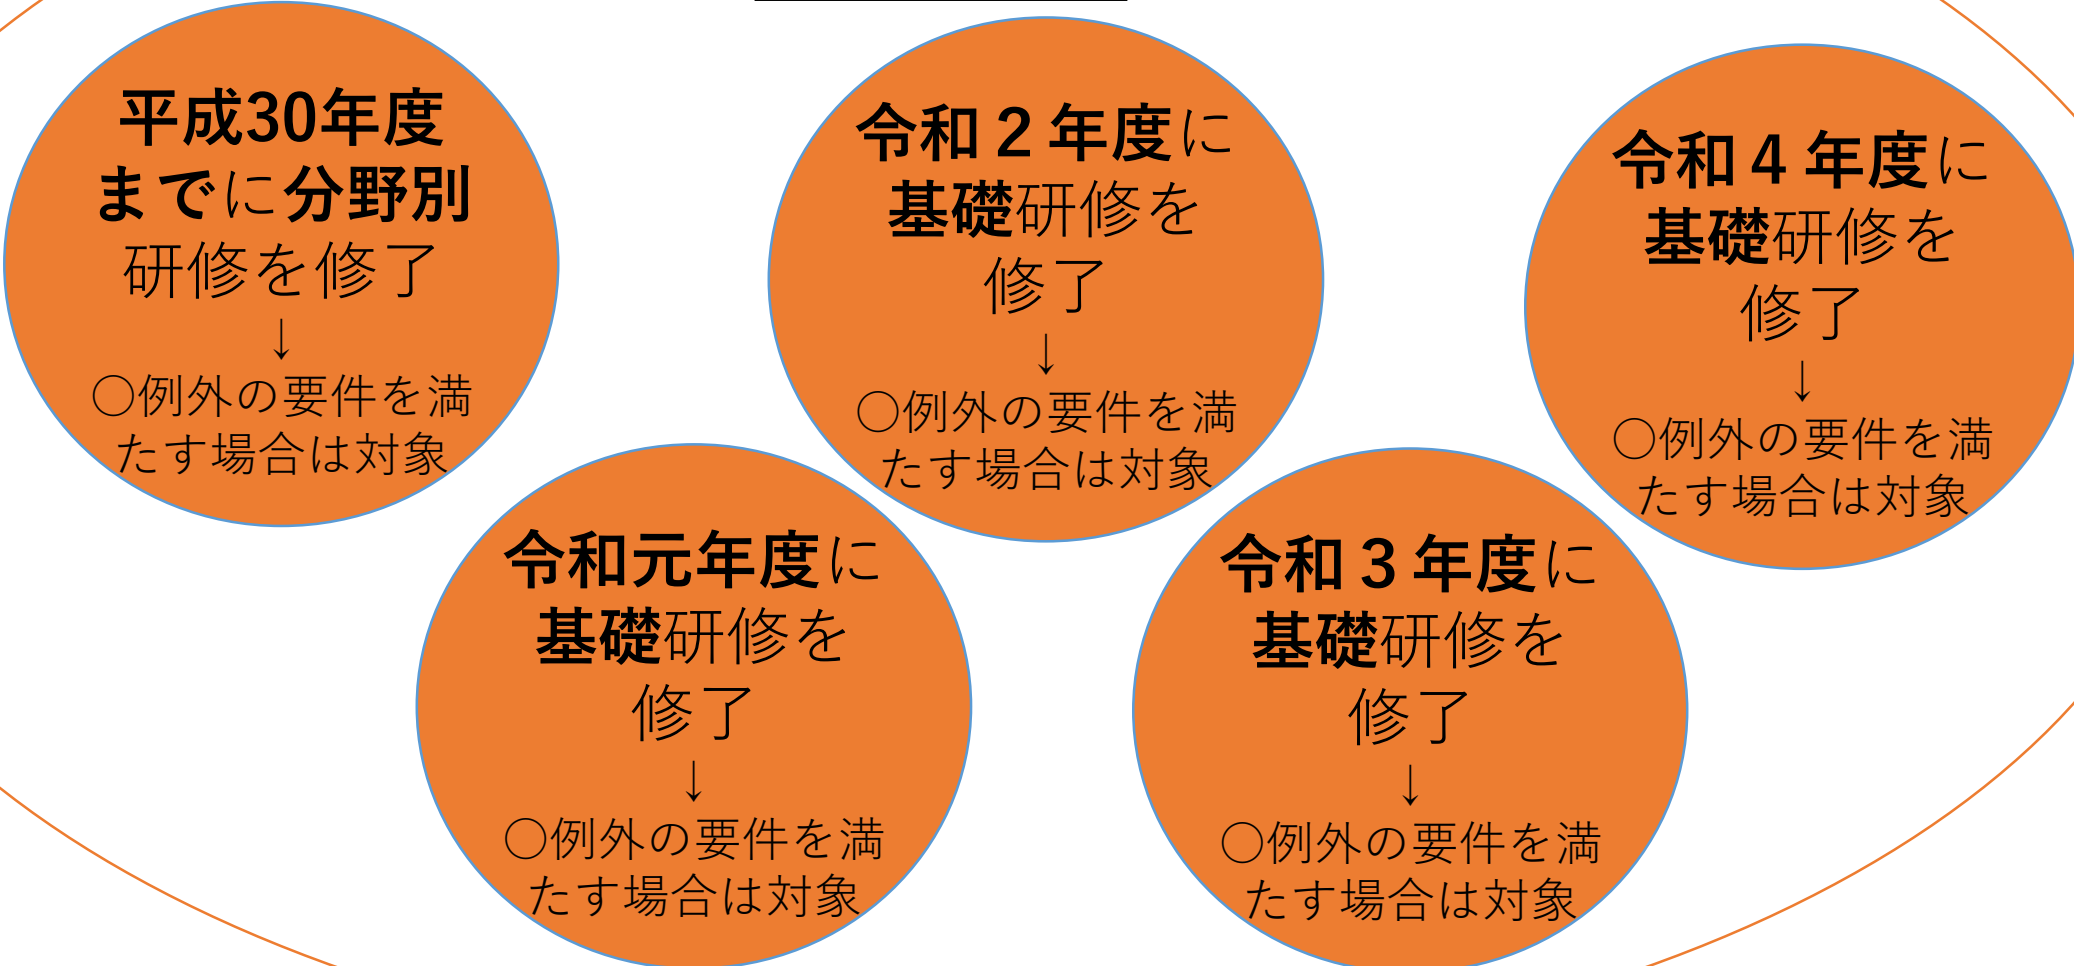 平成30年度
までに分野別
研修を修了
↓
〇例外の要件を満
たす場合は対象
令和２年度に
基礎研修を
修了
↓
〇例外の要件を満
たす場合は対象
令和４年度に
基礎研修を
修了
↓
〇例外の要件を満
たす場合は対象
令和元年度に
基礎研修を
修了
↓
〇例外の要件を満
たす場合は対象
令和３年度に
基礎研修を
修了
↓
〇例外の要件を満
たす場合は対象